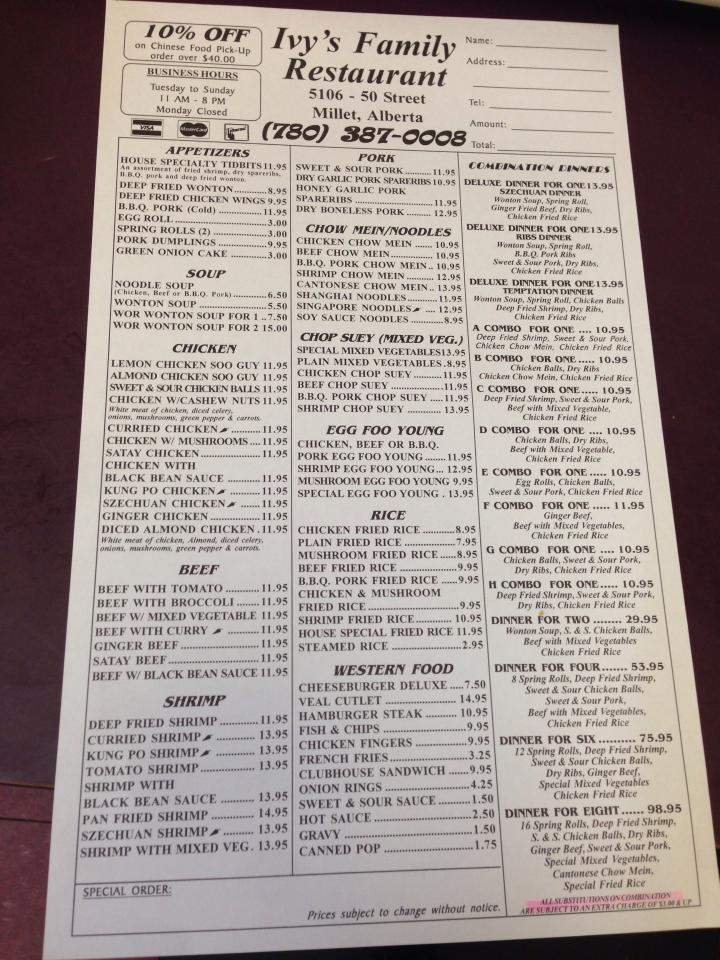 10% OFF
on Chinese Food Pick-Up
order over $40.00
BUSINESS HOURS
Tuesday to Sunday
11 AM - 8 PM
Monday Closed
VISA
MasterCard
Ivy's Family
Restaurant
5106 - 50 Street
Millet, Alberta
(780) 387-0008
Name:
Address:
Tel:
Amount:
Total:
APPETIZERS
HOUSE SPECIALTY TIDBITS 11.95
An assortment of fried shrimp, dry spareribs,
B.B.Q. pork and deep fried wonton.
DEEP FRIED WONTON 8.95
DEEP FRIED CHICKEN WINGS 9.95
B.B.Q. PORK (Cold) 11.95
EGG ROLL 3.00
SPRING ROLLS (2) 3.00
PORK DUMPLINGS 9.95
GREEN ONION CAKE 3.00
SOUP
NOODLE SOUP
(Chicken, Beef or B.B.Q. Pork) 6.50
WONTON SOUP 5.50
WOR WONTON SOUP FOR 1 ..7.50
WOR WONTON SOUP FOR 2 15.00
CHICKEN
LEMON CHICKEN SOO GUY 11.95
ALMOND CHICKEN SOO GUY 11.95
SWEET & SOUR CHICKEN BALLS 11.95
CHICKEN W/CASHEW NUTS 11.95
White meat of chicken, diced celery,
onions, mushrooms, green pepper & carrots.
CURRIED CHICKEN 11.95
CHICKEN W/ MUSHROOMS 11.95
SATAY CHICKEN 11.95
CHICKEN WITH
BLACK BEAN SAUCE 11.95
KUNG PO CHICKEN 11.95
SZECHUAN CHICKEN 11.95
GINGER CHICKEN 11.95
DICED ALMOND CHICKEN 11.95
White meat of chicken, Almond, diced celery,
onions, mushrooms, green pepper & carrots.
BEEF
BEEF WITH TOMATO 11.95
BEEF WITH BROCCOLI 11.95
BEEF W/ MIXED VEGETABLE 11.95
BEEF WITH CURRY 11.95
GINGER BEEF 11.95
SATAY BEEF 11.95
BEEF W/ BLACK BEAN SAUCE 11.95
SHRIMP
DEEP FRIED SHRIMP 11.95
CURRIED SHRIMP 13.95
KUNG PO SHRIMP 13.95
TOMATO SHRIMP 13.95
SHRIMP WITH
BLACK BEAN SAUCE 13.95
PAN FRIED SHRIMP 14.95
SZECHUAN SHRIMP 13.95
SHRIMP WITH MIXED VEG. 13.95
PORK
SWEET & SOUR PORK 11.95
DRY GARLIC PORK SPARERIBS 10.95
HONEY GARLIC PORK
SPARERIBS 11.95
DRY BONELESS PORK 12.95
CHOW MEIN/NOODLES
CHICKEN CHOW MEIN 10.95
BEEF CHOW MEIN 10.95
B.B.Q. PORK CHOW MEIN 10.95
SHRIMP CHOW MEIN 12.95
CANTONESE CHOW MEIN 13.95
SHANGHAI NOODLES 11.95
SINGAPORE NOODLES 12.95
SOY SAUCE NOODLES 8.95
CHOP SUEY (MIXED VEG.)
SPECIAL MIXED VEGETABLES 13.95
PLAIN MIXED VEGETABLES 8.95
CHICKEN CHOP SUEY 11.95
BEEF CHOP SUEY 11.95
B.B.Q. PORK CHOP SUEY 11.95
SHRIMP CHOP SUEY 13.95
EGG FOO YOUNG
CHICKEN, BEEF OR B.B.Q.
PORK EGG FOO YOUNG 11.95
SHRIMP EGG FOO YOUNG 12.95
MUSHROOM EGG FOO YOUNG 9.95
SPECIAL EGG FOO YOUNG 13.95
RICE
CHICKEN FRIED RICE 8.95
PLAIN FRIED RICE 7.95
MUSHROOM FRIED RICE 8.95
BEEF FRIED RICE 9.95
B.B.Q. PORK FRIED RICE 9.95
CHICKEN & MUSHROOM
FRIED RICE 9.95
SHRIMP FRIED RICE 10.95
HOUSE SPECIAL FRIED RICE 11.95
STEAMED RICE 2.95
WESTERN FOOD
CHEESEBURGER DELUXE 7.50
VEAL CUTLET 14.95
HAMBURGER STEAK 10.95
FISH & CHIPS 9.95
CHICKEN FINGERS 9.95
FRENCH FRIES 3.25
CLUBHOUSE SANDWICH 9.95
ONION RINGS 4.25
SWEET & SOUR SAUCE 1.50
HOT SAUCE 2.50
GRAVY 1.50
CANNED POP 1.75
COMBINATION DINNERS
DELUXE DINNER FOR ONE 13.95
SZECHUAN DINNER
Wonton Soup, Spring Roll,
Ginger Fried Beef, Dry Ribs,
Chicken Fried Rice
DELUXE DINNER FOR ONE 13.95
RIBS DINNER
Wonton Soup, Spring Roll,
B.B.Q. Pork Ribs
Sweet & Sour Pork, Dry Ribs,
Chicken Fried Rice
DELUXE DINNER FOR ONE 13.95
TEMPTATION DINNER
Wonton Soup, Spring Roll, Chicken Balls
Deep Fried Shrimp, Dry Ribs,
Chicken Fried Rice
A COMBO FOR ONE 10.95
Deep Fried Shrimp, Sweet & Sour Pork,
Chicken Chow Mein, Chicken Fried Rice
B COMBO FOR ONE 10.95
Chicken Balls, Dry Ribs
Chicken Chow Mein, Chicken Fried Rice
C COMBO FOR ONE 10.95
Deep Fried Shrimp, Sweet & Sour Pork,
Beef with Mixed Vegetable,
Chicken Fried Rice
D COMBO FOR ONE 10.95
Chicken Balls, Dry Ribs,
Beef with Mixed Vegetable,
Chicken Fried Rice
E COMBO FOR ONE 10.95
Egg Rolls, Chicken Balls,
Sweet & Sour Pork, Chicken Fried Rice
F COMBO FOR ONE 11.95
Ginger Beef,
Beef with Mixed Vegetables,
Chicken Fried Rice
G COMBO FOR ONE 10.95
Chicken Balls, Sweet & Sour Pork,
Dry Ribs, Chicken Fried Rice
H COMBO FOR ONE 10.95
Deep Fried Shrimp, Sweet & Sour Pork,
Dry Ribs, Chicken Fried Rice
DINNER FOR TWO 29.95
Wonton Soup, S. & S. Chicken Balls,
Beef with Mixed Vegetables
Chicken Fried Rice
DINNER FOR FOUR 53.95
8 Spring Rolls, Deep Fried Shrimp,
Sweet & Sour Chicken Balls,
Sweet & Sour Pork,
Beef with Mixed Vegetables,
Chicken Fried Rice
DINNER FOR SIX 75.95
12 Spring Rolls, Deep Fried Shrimp,
Sweet & Sour Chicken Balls,
Dry Ribs, Ginger Beef,
Special Mixed Vegetables
Chicken Fried Rice
DINNER FOR EIGHT 98.95
16 Spring Rolls, Deep Fried Shrimp,
S. & S. Chicken Balls, Dry Ribs,
Ginger Beef, Sweet & Sour Pork,
Special Mixed Vegetables,
Cantonese Chow Mein,
Special Fried Rice
ALL SUBSTITUTIONS ON COMBINATION
ARE SUBJECT TO AN EXTRA CHARGE OF $1.00 & UP
SPECIAL ORDER:
Prices subject to change without notice.